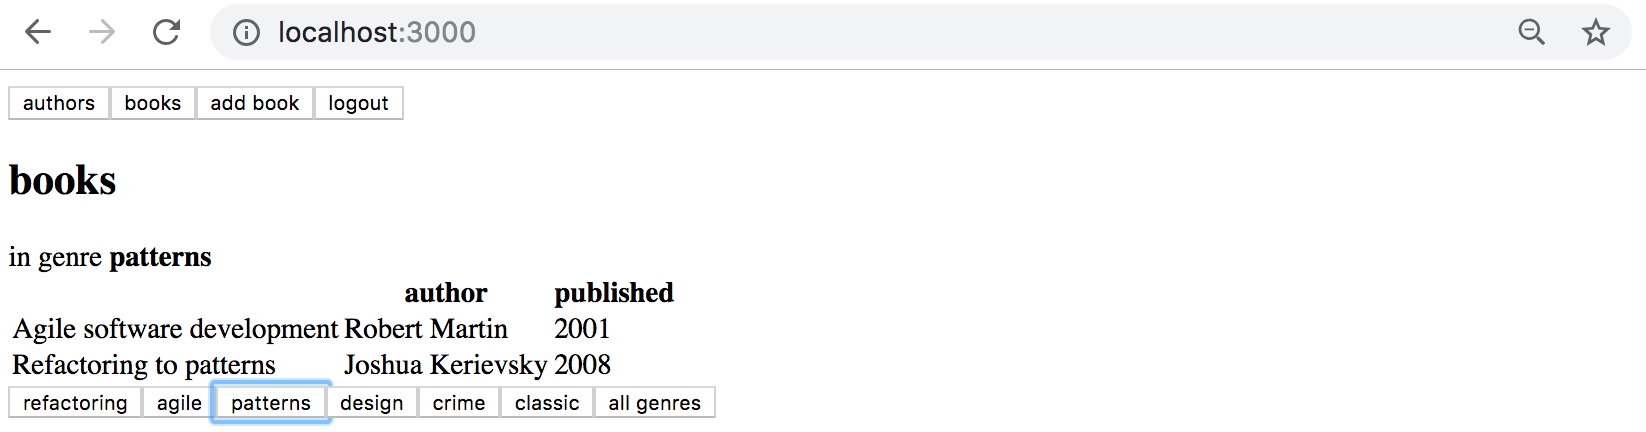 localhost:3000
authors books add book logout
books
in genre patterns
author published
Agile software development Robert Martin 2001
Refactoring to patterns Joshua Kerievsky 2008
refactoring agile patterns design crime classic all genres